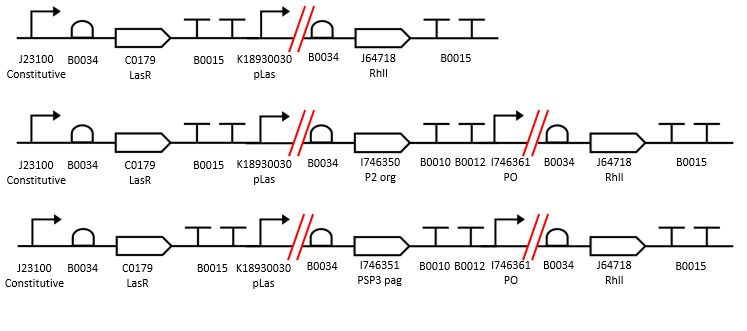 J23100 B0034 C0179 B0015 K18930030 B0034 J64718 B0015
Constitutive LasR pLas RhlI
J23100 B0034 C0179 B0015 K18930030 B0034 I746350 B0010 B0012 I746361 B0034 J64718 B0015
Constitutive LasR pLas P2 org PO RhlI
J23100 B0034 C0179 B0015 K18930030 B0034 I746351 B0010 B0012 I746361 B0034 J64718 B0015
Constitutive LasR pLas PSP3 pag PO RhlI